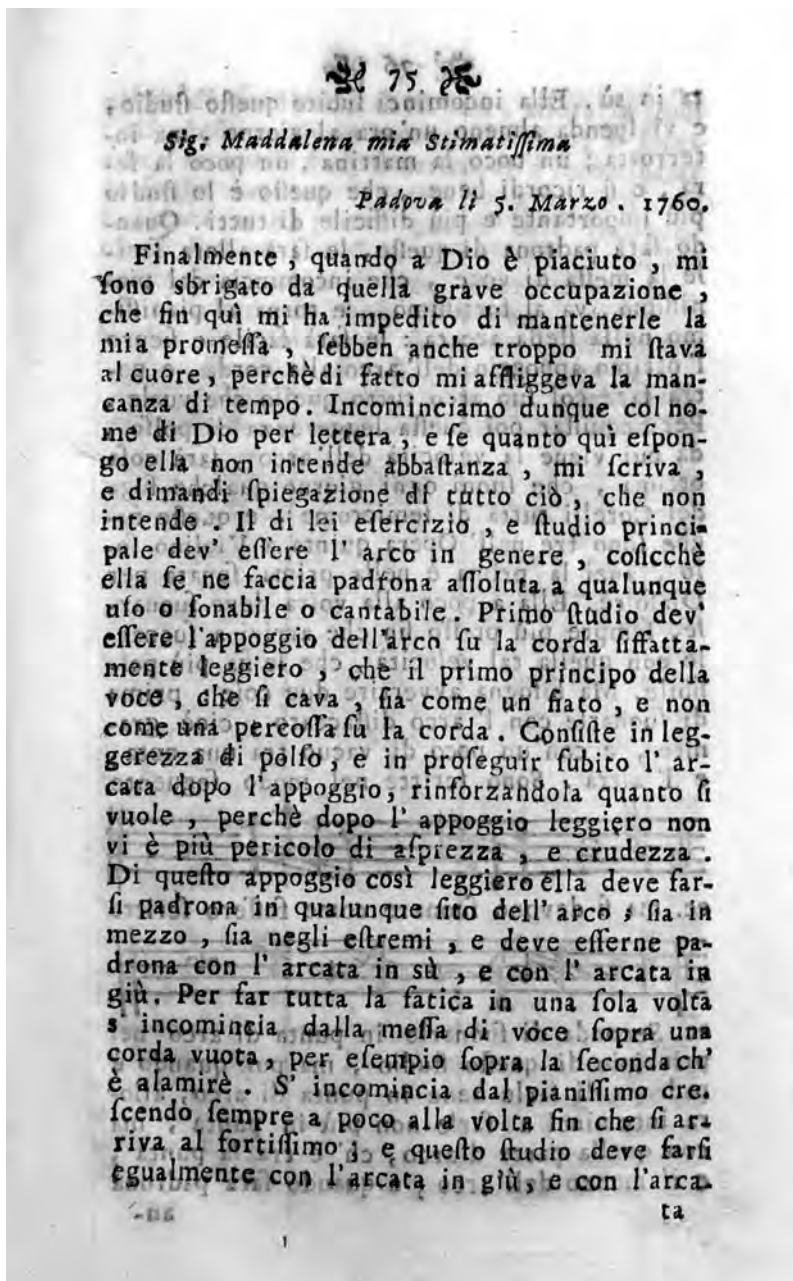 75
Sig: Maddalena mia Stimatiſſima
Padova lì 5. Marzo . 1760.
Finalmente , quando a Dio è piaciuto , mi
ſono sbrigato da quella grave occupazione ,
che fin quì mi ha impedito di mantenerle la
mia promeſſa , ſebben anche troppo mi ſtava
al cuore , perchè di fatto mi affliggeva la man-
canza di tempo . Incominciamo dunque col no-
me di Dio per lettera , e ſe quanto quì eſpon-
go ella non intende abbaſtanza , mi ſcriva ,
e dimandi ſpiegazione di tutto ciò , che non
intende . Il di lei eſercizio , e ſtudio princi-
pale dev' eſſere l' arco in genere , coſicchè
ella ſe ne faccia padrona aſſoluta a qualunque
uſo o ſonabile o cantabile . Primo ſtudio dev'
eſſere l'appoggio dell'arco ſu la corda ſiffatta-
mente leggiero , che il primo principo della
voce , che ſi cava , ſia come un fiato , e non
come una percoſſa ſu la corda . Conſiſte in leg-
gerezza di polſo , e in proſeguir ſubito l' ar-
cata dopo l'appoggio , rinforzandola quanto ſi
vuole , perchè dopo l' appoggio leggiero non
vi è più pericolo di aſprezza , e crudezza .
Di queſto appoggio così leggiero ella deve far-
ſi padrona in qualunque ſito dell' arco ; ſia in
mezzo , ſia negli eſtremi , e deve eſſerne pa-
drona con l' arcata in sù , e con l' arcata in
giù . Per far tutta la fatica in una ſola volta
s' incomincia dalla meſſa di voce ſopra una
corda vuota , per eſempio ſopra la ſeconda ch'
è alamirè . S' incomincia dal pianiſſimo cre-
ſcendo ſempre a poco alla volta fin che ſi ar-
riva al fortiſſimo ; e queſto ſtudio deve farſi
egualmente con l'arcata in giù , e con l'arca-
ta